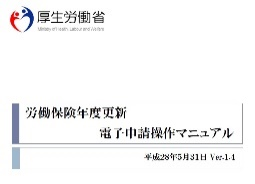 厚生労働省
Ministry of Health, Labour and Welfare
労働保険年度更新
電子申請操作マニュアル
平成28年5月31日 Ver.1.4